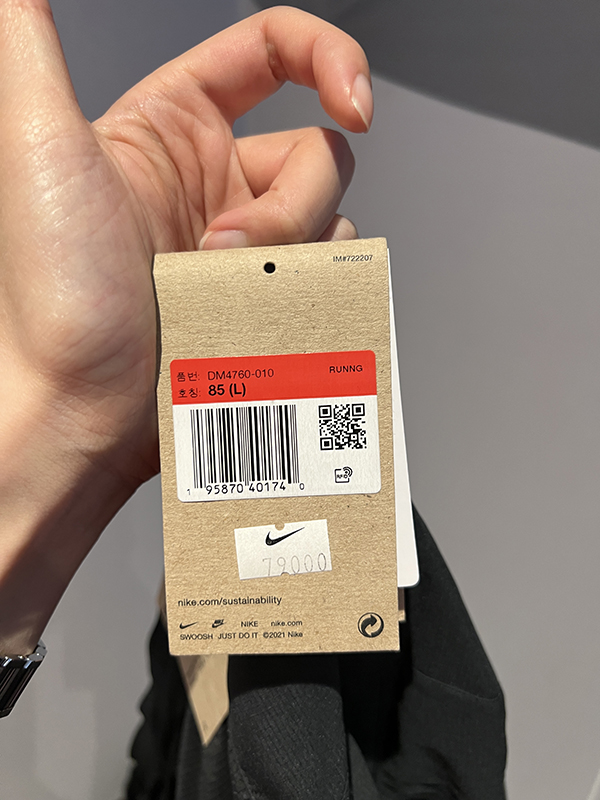 IM#722207
품번: DM4760-010 RUNNG
호칭: 85 (L)
1 95870 40174 0
RFID
79000
nike.com/sustainability
NIKE nike.com
SWOOSH JUST DO IT ©2021 Nike